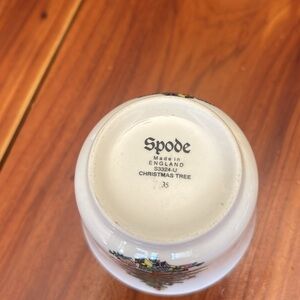 Spode
Made in
ENGLAND
S3324-U
CHRISTMAS TREE
35